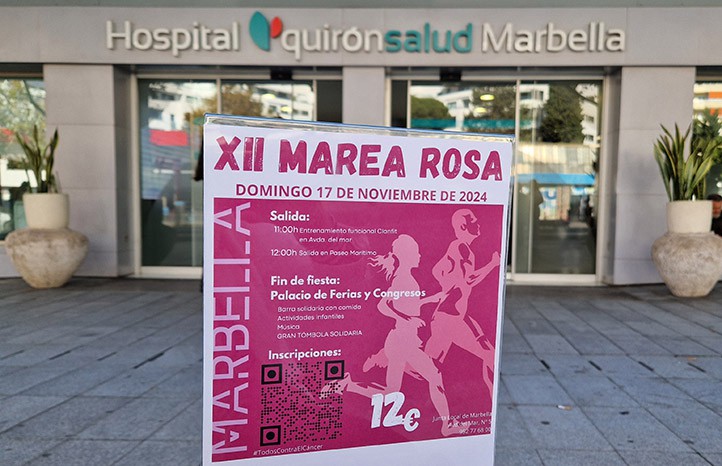 Hospital quirónsalud Marbella
XII MAREA ROSA
DOMINGO 17 DE NOVIEMBRE DE 2024
MARBELLA
Salida:
11:00h Entrenamiento funcional
en Avda. del mar
12:00h Salida en Paseo Marítimo
Fin de fiesta:
Palacio de Ferias y Congresos
Barra solidaria con comida
Actividades infantiles
Música
GRAN TÓMBOLA SOLIDARIA
Inscripciones:
12€
Junta Local de Marbella
Mar, Nº
#TodosContraElCáncer